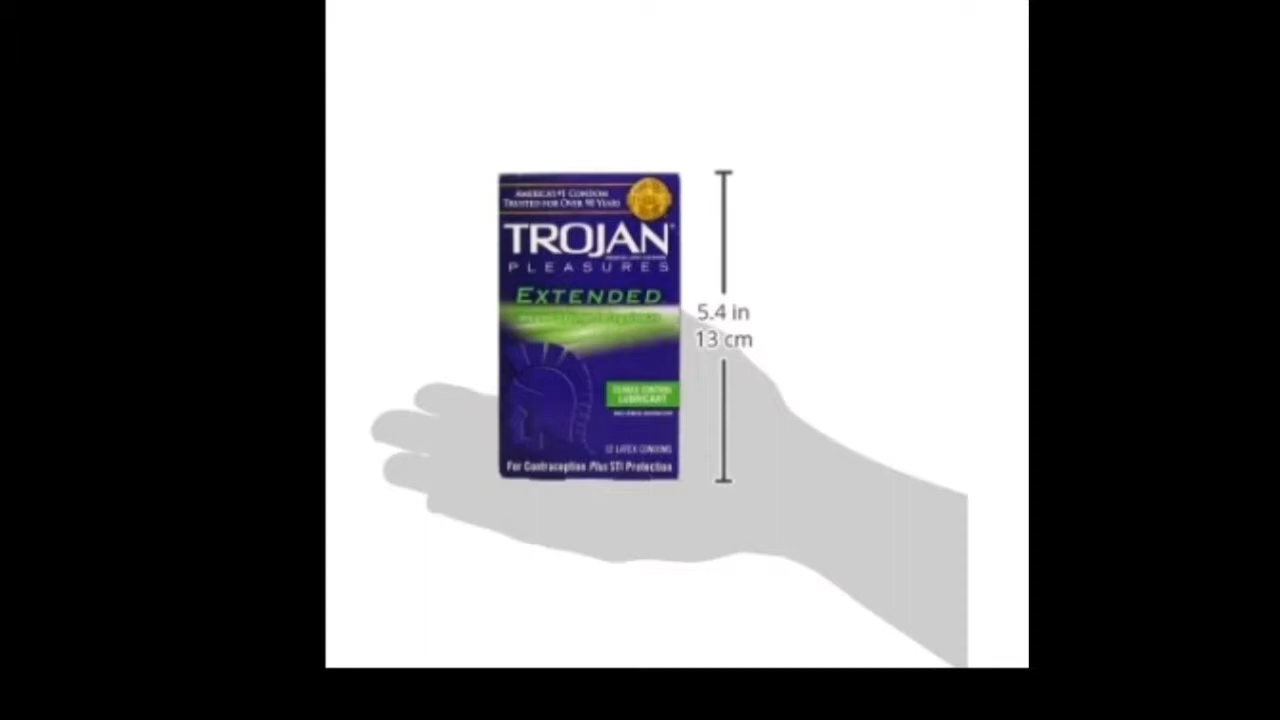 AMERICA'S #1 CONDOM
TRUSTED FOR OVER 90 YEARS
TROJAN
PLEASURES
EXTENDED
5.4 in
13 cm
CLIMAX CONTROL
LUBRICANT
12 LATEX CONDOMS
For Contraception Plus STI Protection